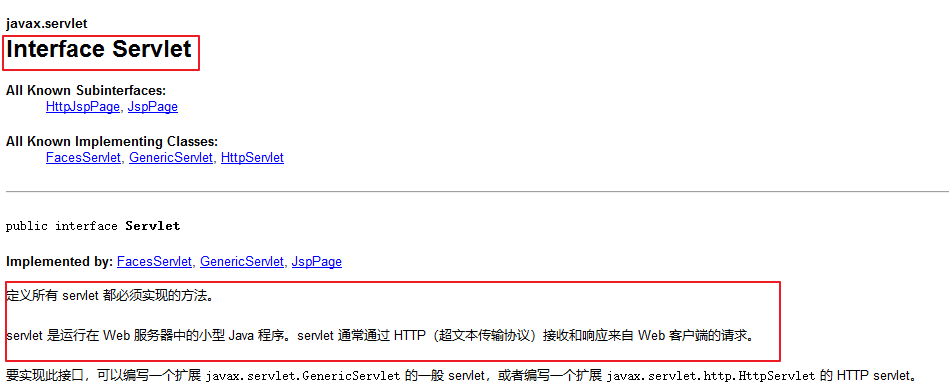 javax.servlet
Interface Servlet
All Known Subinterfaces:
HttpJspPage, JspPage
All Known Implementing Classes:
FacesServlet, GenericServlet, HttpServlet
public interface Servlet
Implemented by: FacesServlet, GenericServlet, JspPage
定义所有 servlet 都必须实现的方法。
servlet 是运行在 Web 服务器中的小型 Java 程序。servlet 通常通过 HTTP（超文本传输协议）接收和响应来自 Web 客户端的请求。
要实现此接口，可以编写一个扩展 javax.servlet.GenericServlet 的一般 servlet，或者编写一个扩展 javax.servlet.http.HttpServlet 的 HTTP servlet。